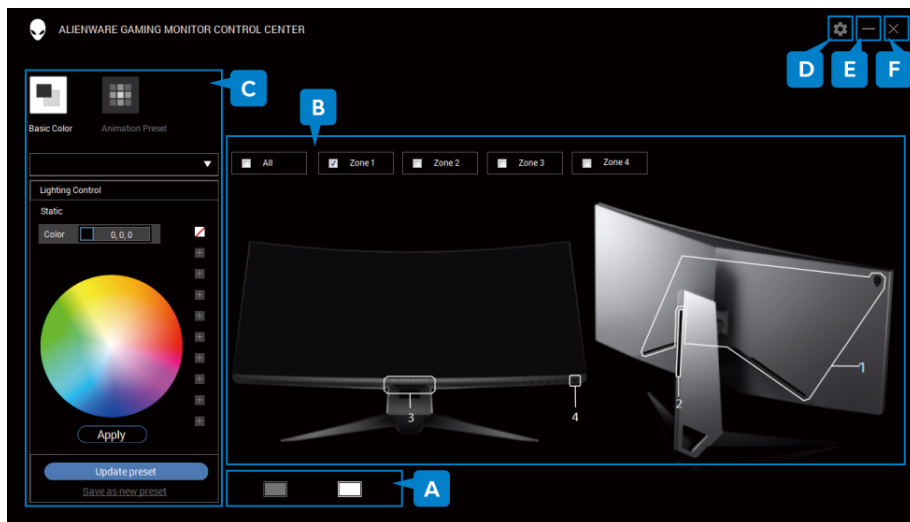 ALIENWARE GAMING MONITOR CONTROL CENTER
D
E
F
C
B
Basic Color
Animation Preset
All
Zone 1
Zone 2
Zone 3
Zone 4
Lighting Control
Static
Color
0, 0, 0
1
2
3
4
Apply
Update preset
Save as new preset
A